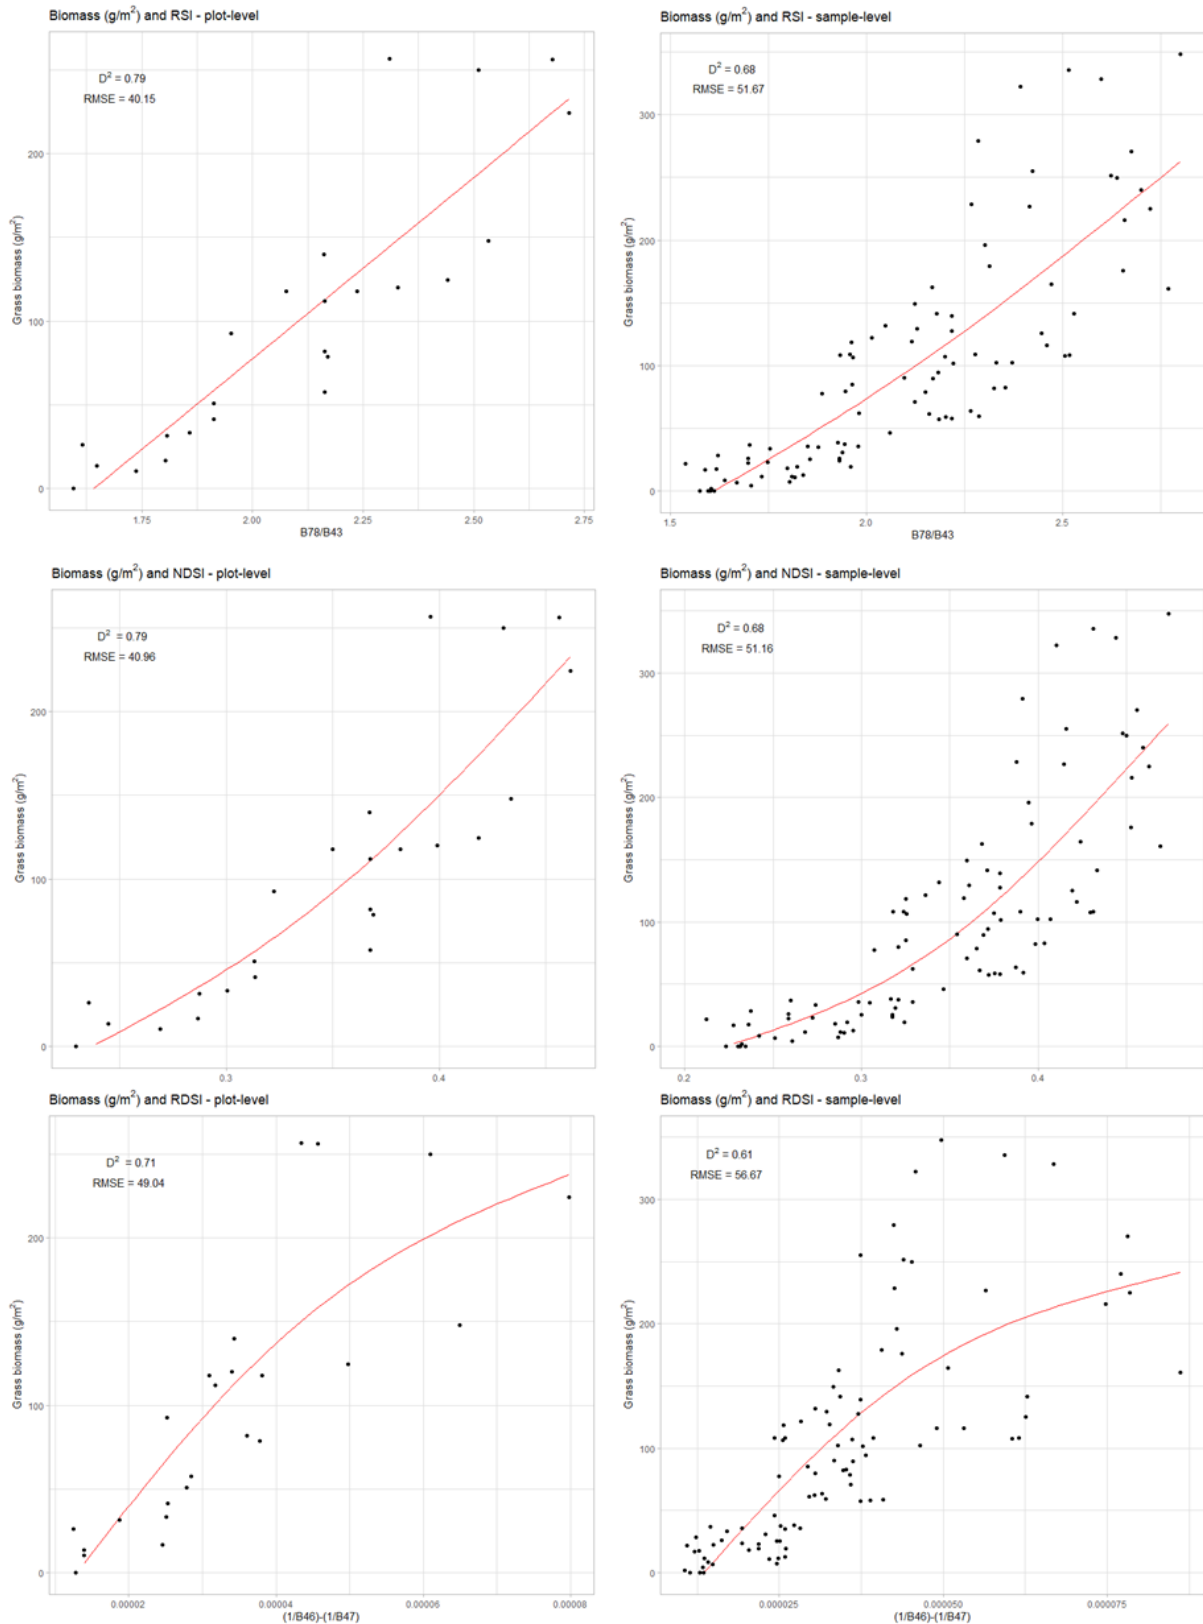 Biomass (g/m²) and RSI - plot-level
D² = 0.79
RMSE = 40.15
Grass biomass (g/m²)
200
100
0
1.75 2.00 2.25 2.50 2.75
B78/B43
Biomass (g/m²) and RSI - sample-level
D² = 0.68
RMSE = 51.67
Grass biomass (g/m²)
300
200
100
0
1.5 2.0 2.5
B78/B43
Biomass (g/m²) and NDSI - plot-level
D² = 0.79
RMSE = 40.96
Grass biomass (g/m²)
200
100
0
0.3 0.4
Biomass (g/m²) and NDSI - sample-level
D² = 0.68
RMSE = 51.16
Grass biomass (g/m²)
300
200
100
0
0.2 0.3 0.4
Biomass (g/m²) and RDSI - plot-level
D² = 0.71
RMSE = 49.04
Grass biomass (g/m²)
200
100
0
0.00002 0.00004 0.00006 0.00008
(1/B46)-(1/B47)
Biomass (g/m²) and RDSI - sample-level
D² = 0.61
RMSE = 56.67
Grass biomass (g/m²)
300
200
100
0
0.000025 0.000050 0.000075
(1/B46)-(1/B47)